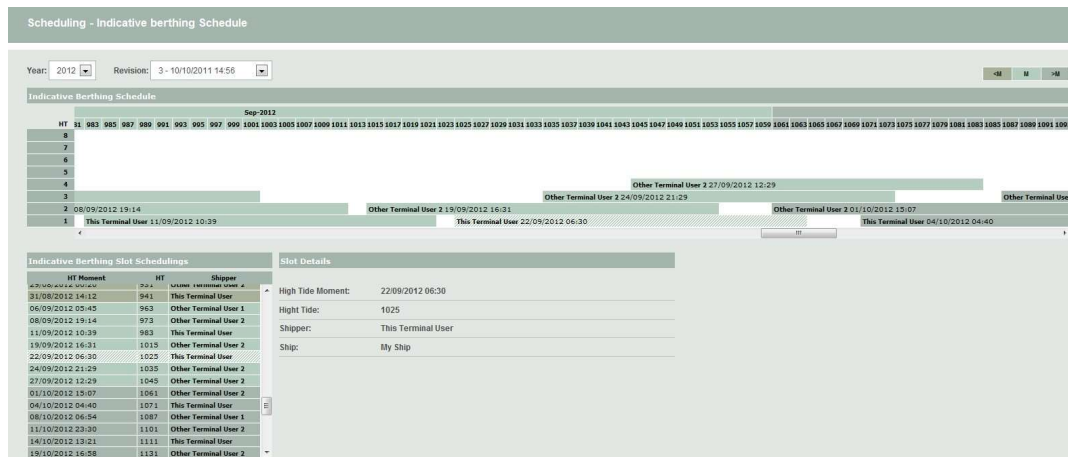 Scheduling - Indicative berthing Schedule
Year: 2012 Revision: 3 - 10/10/2011 14:56
<M M >M
Indicative Berthing Schedule
Sep-2012
HT 31 983 985 987 989 991 993 995 997 999 1001 1003 1005 1007 1009 1011 1013 1015 1017 1019 1021 1023 1025 1027 1029 1031 1033 1035 1037 1039 1041 1043 1045 1047 1049 1051 1053 1055 1057 1059 1061 1063 1065 1067 1069 1071 1073 1075 1077 1079 1081 1083 1085 1087 1089 1091 109
8
7
6
5
4 Other Terminal User 2 27/09/2012 12:29
3 Other Terminal User 2 24/09/2012 21:29 Other Terminal Use
2 08/09/2012 19:14 Other Terminal User 2 19/09/2012 16:31 Other Terminal User 2 01/10/2012 15:07
1 This Terminal User 11/09/2012 10:39 This Terminal User 22/09/2012 06:30 This Terminal User 04/10/2012 04:40
Indicative Berthing Slot Schedulings
HT Moment HT Shipper
29/08/2012 00:20 931 Other Terminal User 2
31/08/2012 14:12 941 This Terminal User
06/09/2012 05:45 963 Other Terminal User 1
08/09/2012 19:14 973 Other Terminal User 2
11/09/2012 10:39 983 This Terminal User
19/09/2012 16:31 1015 Other Terminal User 2
22/09/2012 06:30 1025 This Terminal User
24/09/2012 21:29 1035 Other Terminal User 2
27/09/2012 12:29 1045 Other Terminal User 2
01/10/2012 15:07 1061 Other Terminal User 2
04/10/2012 04:40 1071 This Terminal User
08/10/2012 06:54 1087 Other Terminal User 1
11/10/2012 23:30 1101 Other Terminal User 2
14/10/2012 13:21 1111 This Terminal User
19/10/2012 16:58 1131 Other Terminal User 2
Slot Details
High Tide Moment: 22/09/2012 06:30
Hight Tide: 1025
Shipper: This Terminal User
Ship: My Ship